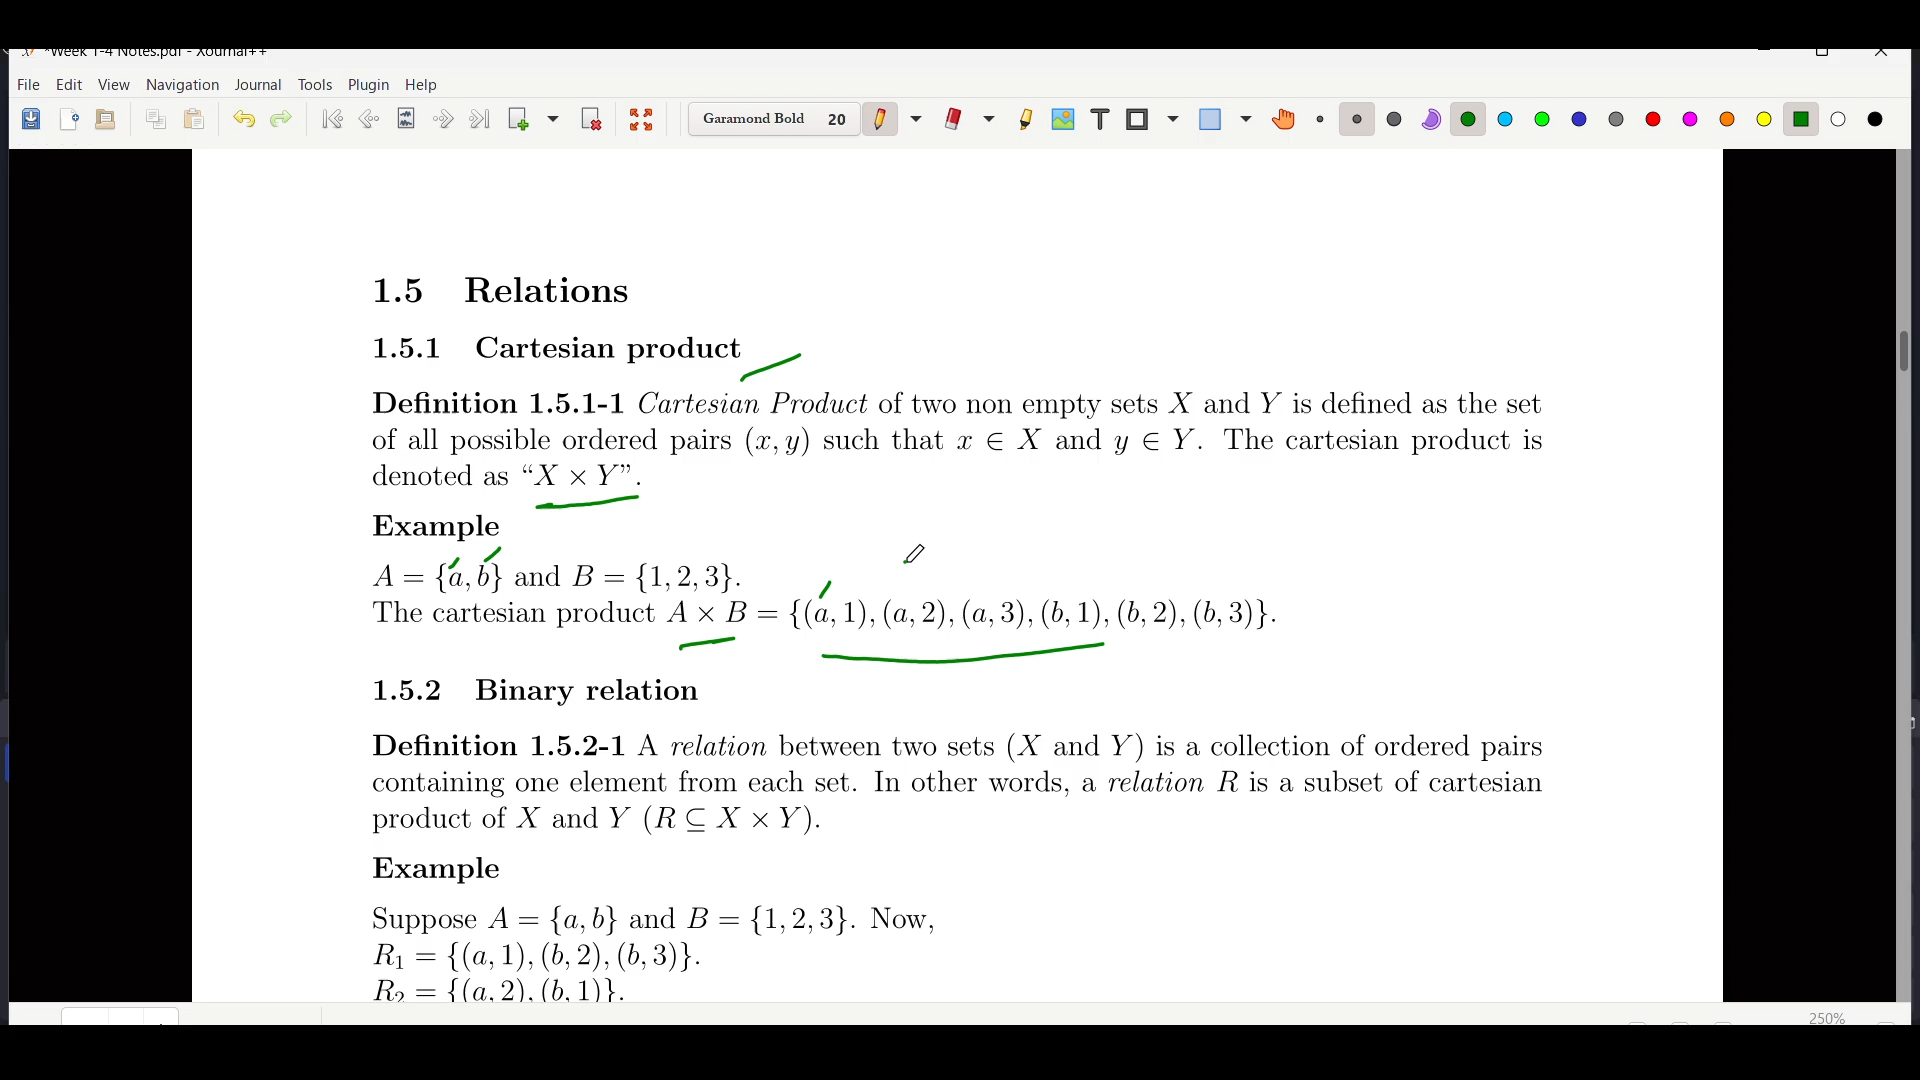 *Week 1-4 Notes.pdf - Xournal++
File Edit View Navigation Journal Tools Plugin Help
Garamond Bold 20
1.5 Relations
1.5.1 Cartesian product
Definition 1.5.1-1 Cartesian Product of two non empty sets X and Y is defined as the set
of all possible ordered pairs (x, y) such that x ∈ X and y ∈ Y. The cartesian product is
denoted as “X × Y”.
Example
A = {a, b} and B = {1, 2, 3}.
The cartesian product A × B = {(a, 1), (a, 2), (a, 3), (b, 1), (b, 2), (b, 3)}.
1.5.2 Binary relation
Definition 1.5.2-1 A relation between two sets (X and Y) is a collection of ordered pairs
containing one element from each set. In other words, a relation R is a subset of cartesian
product of X and Y (R ⊆ X × Y).
Example
Suppose A = {a, b} and B = {1, 2, 3}. Now,
R₁ = {(a, 1), (b, 2), (b, 3)}.
R₂ = {(a, 2), (b, 1)}.
250%